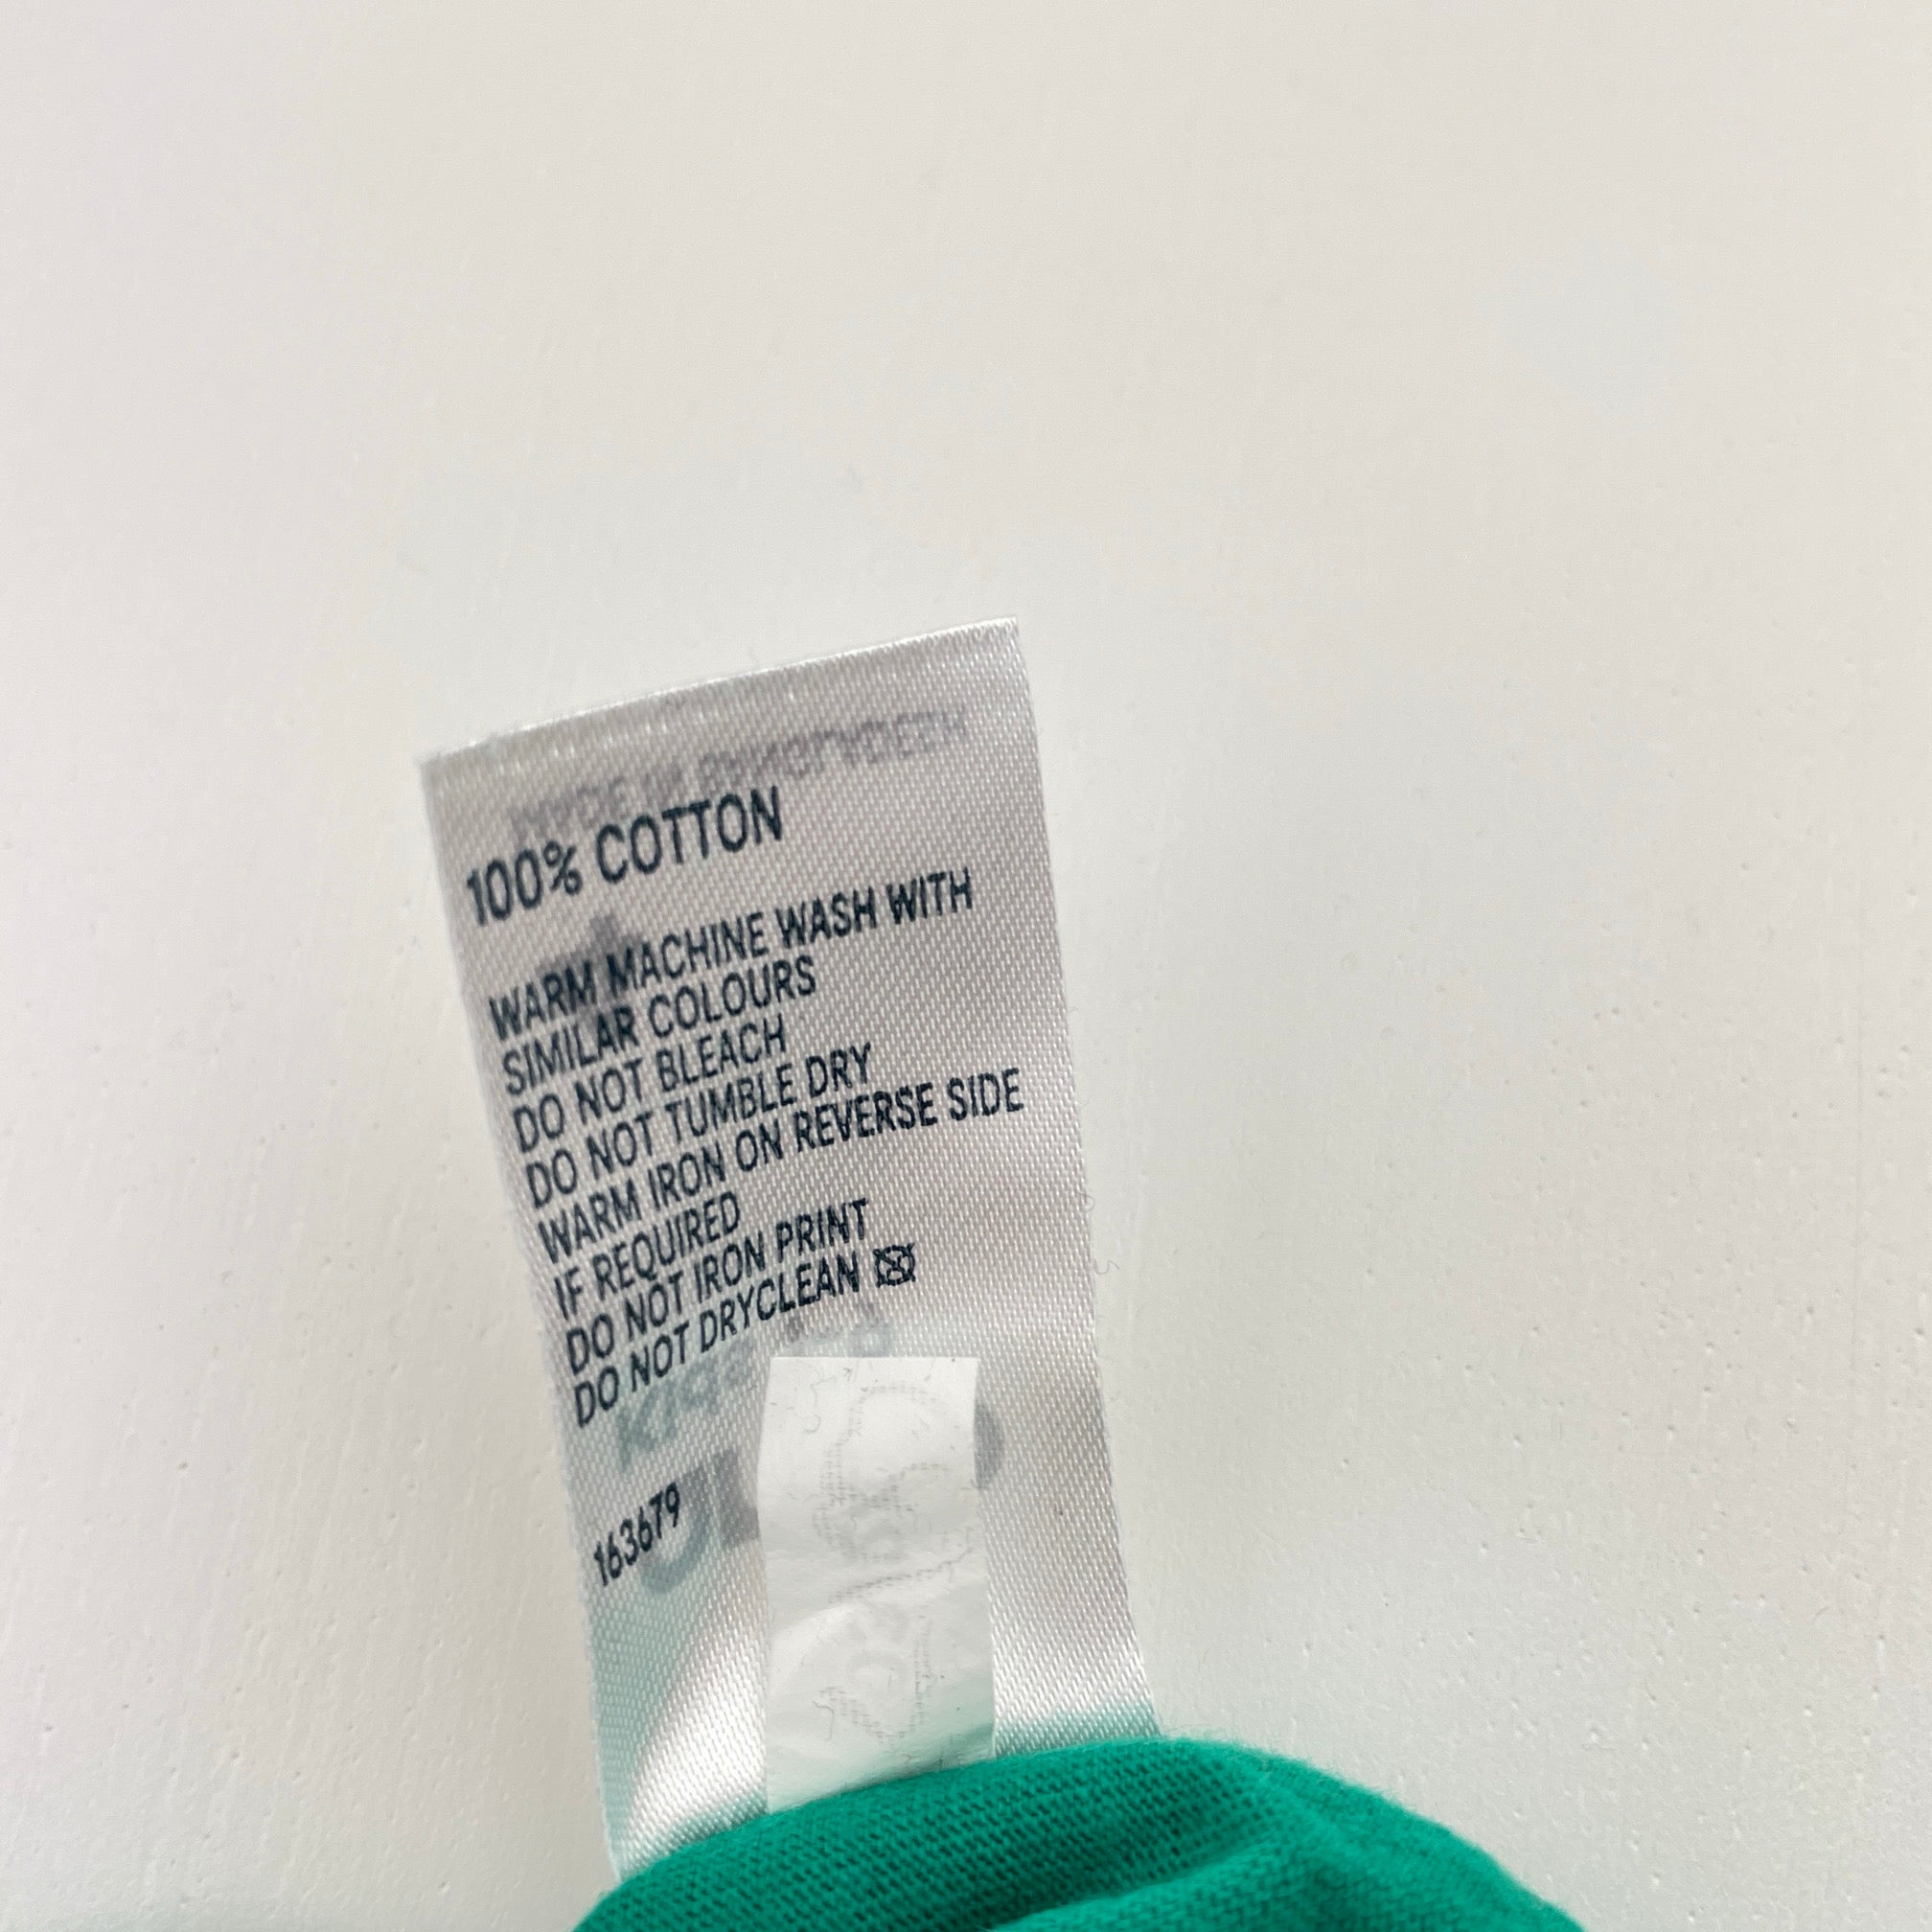 100% COTTON
WARM MACHINE WASH WITH
SIMILAR COLOURS
DO NOT BLEACH
DO NOT TUMBLE DRY
WARM IRON ON REVERSE SIDE
IF REQUIRED
DO NOT IRON PRINT
DO NOT DRYCLEAN
163679